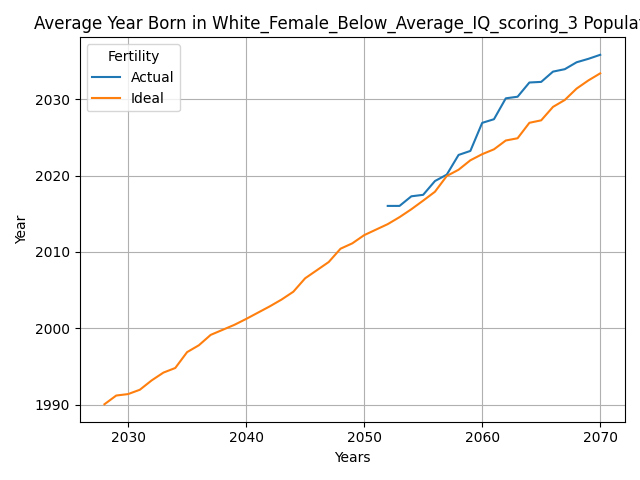 Average Year Born in White_Female_Below_Average_IQ_scoring_3 Populat
Fertility
Actual
Ideal
Year
2030
2020
2010
2000
1990
2030 2040 2050 2060 2070
Years